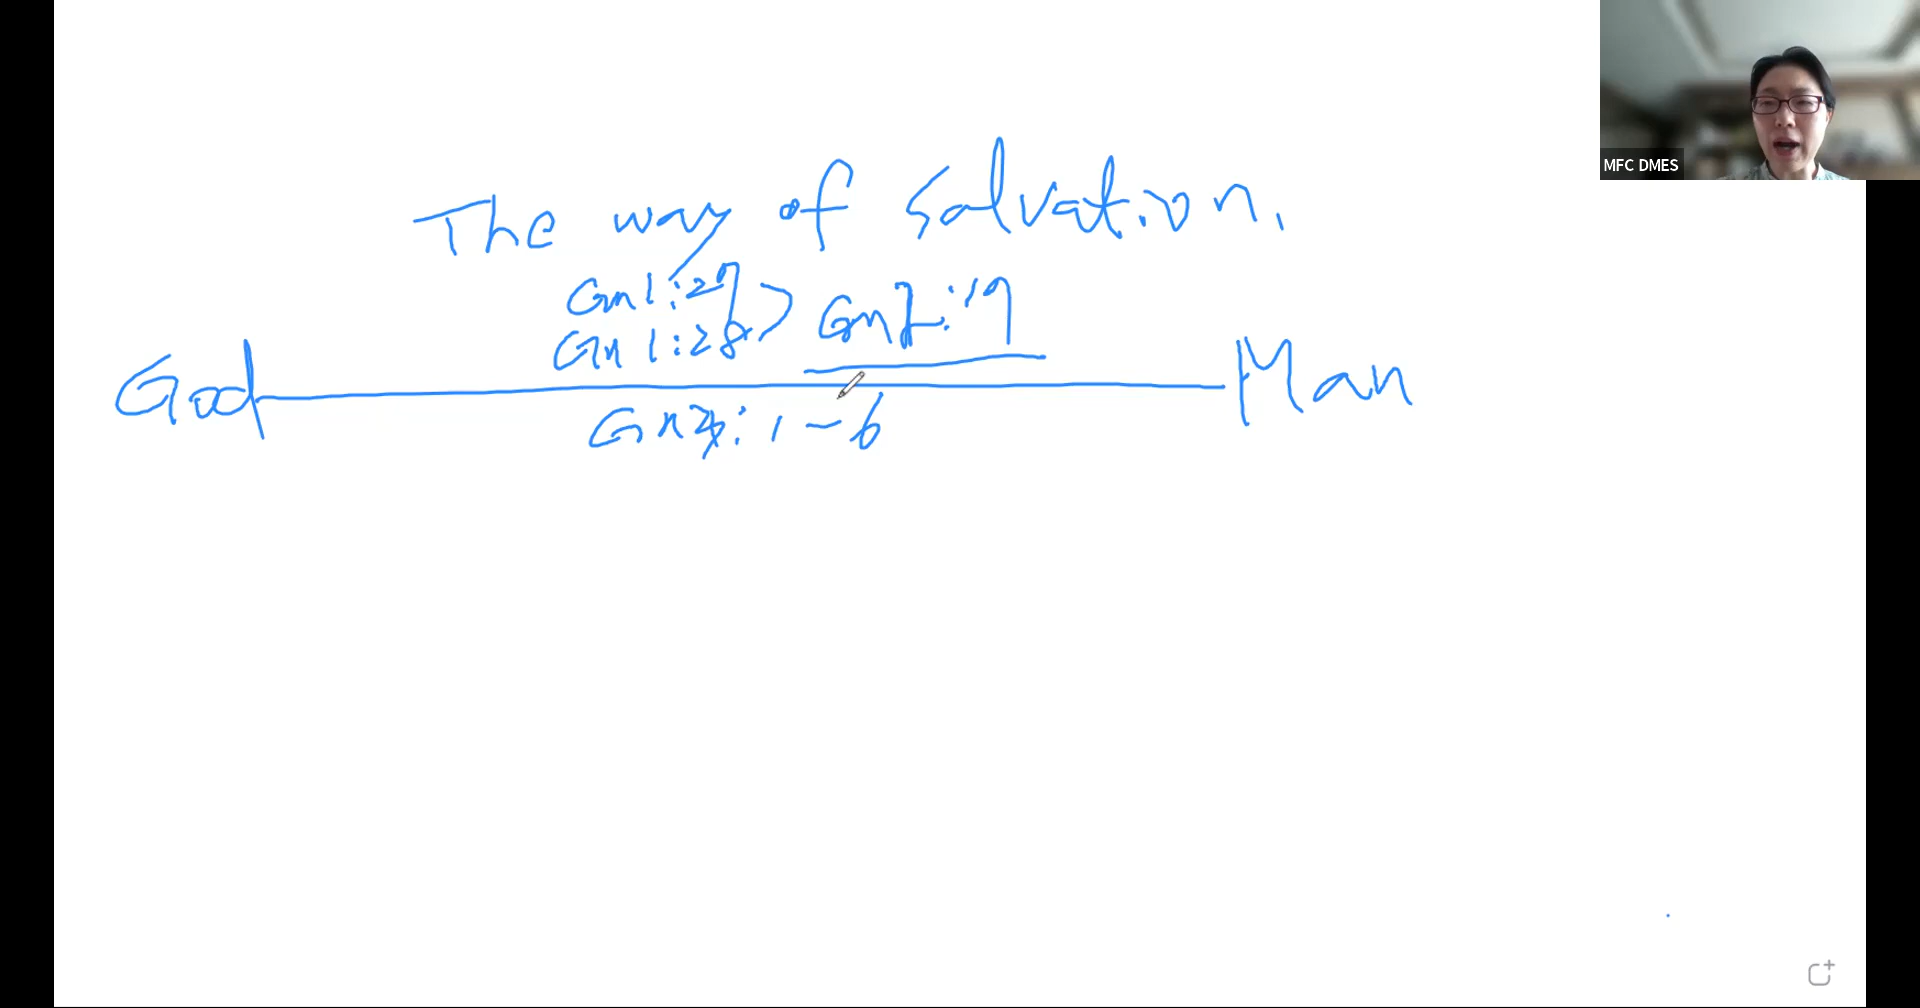 MFC DMES
The way of salvation.
Gn 1:27 > Gn 2:19
Gn 1:28
God Man
Gn 3:1-6